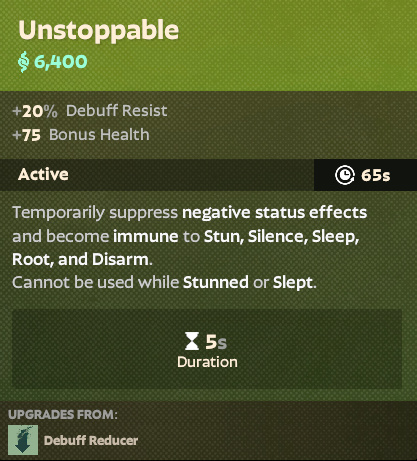 Unstoppable
6,400
+20% Debuff Resist
+75 Bonus Health
Active 65s
Temporarily suppress negative status effects
and become immune to Stun, Silence, Sleep,
Root, and Disarm.
Cannot be used while Stunned or Slept.
5s
Duration
UPGRADES FROM:
Debuff Reducer